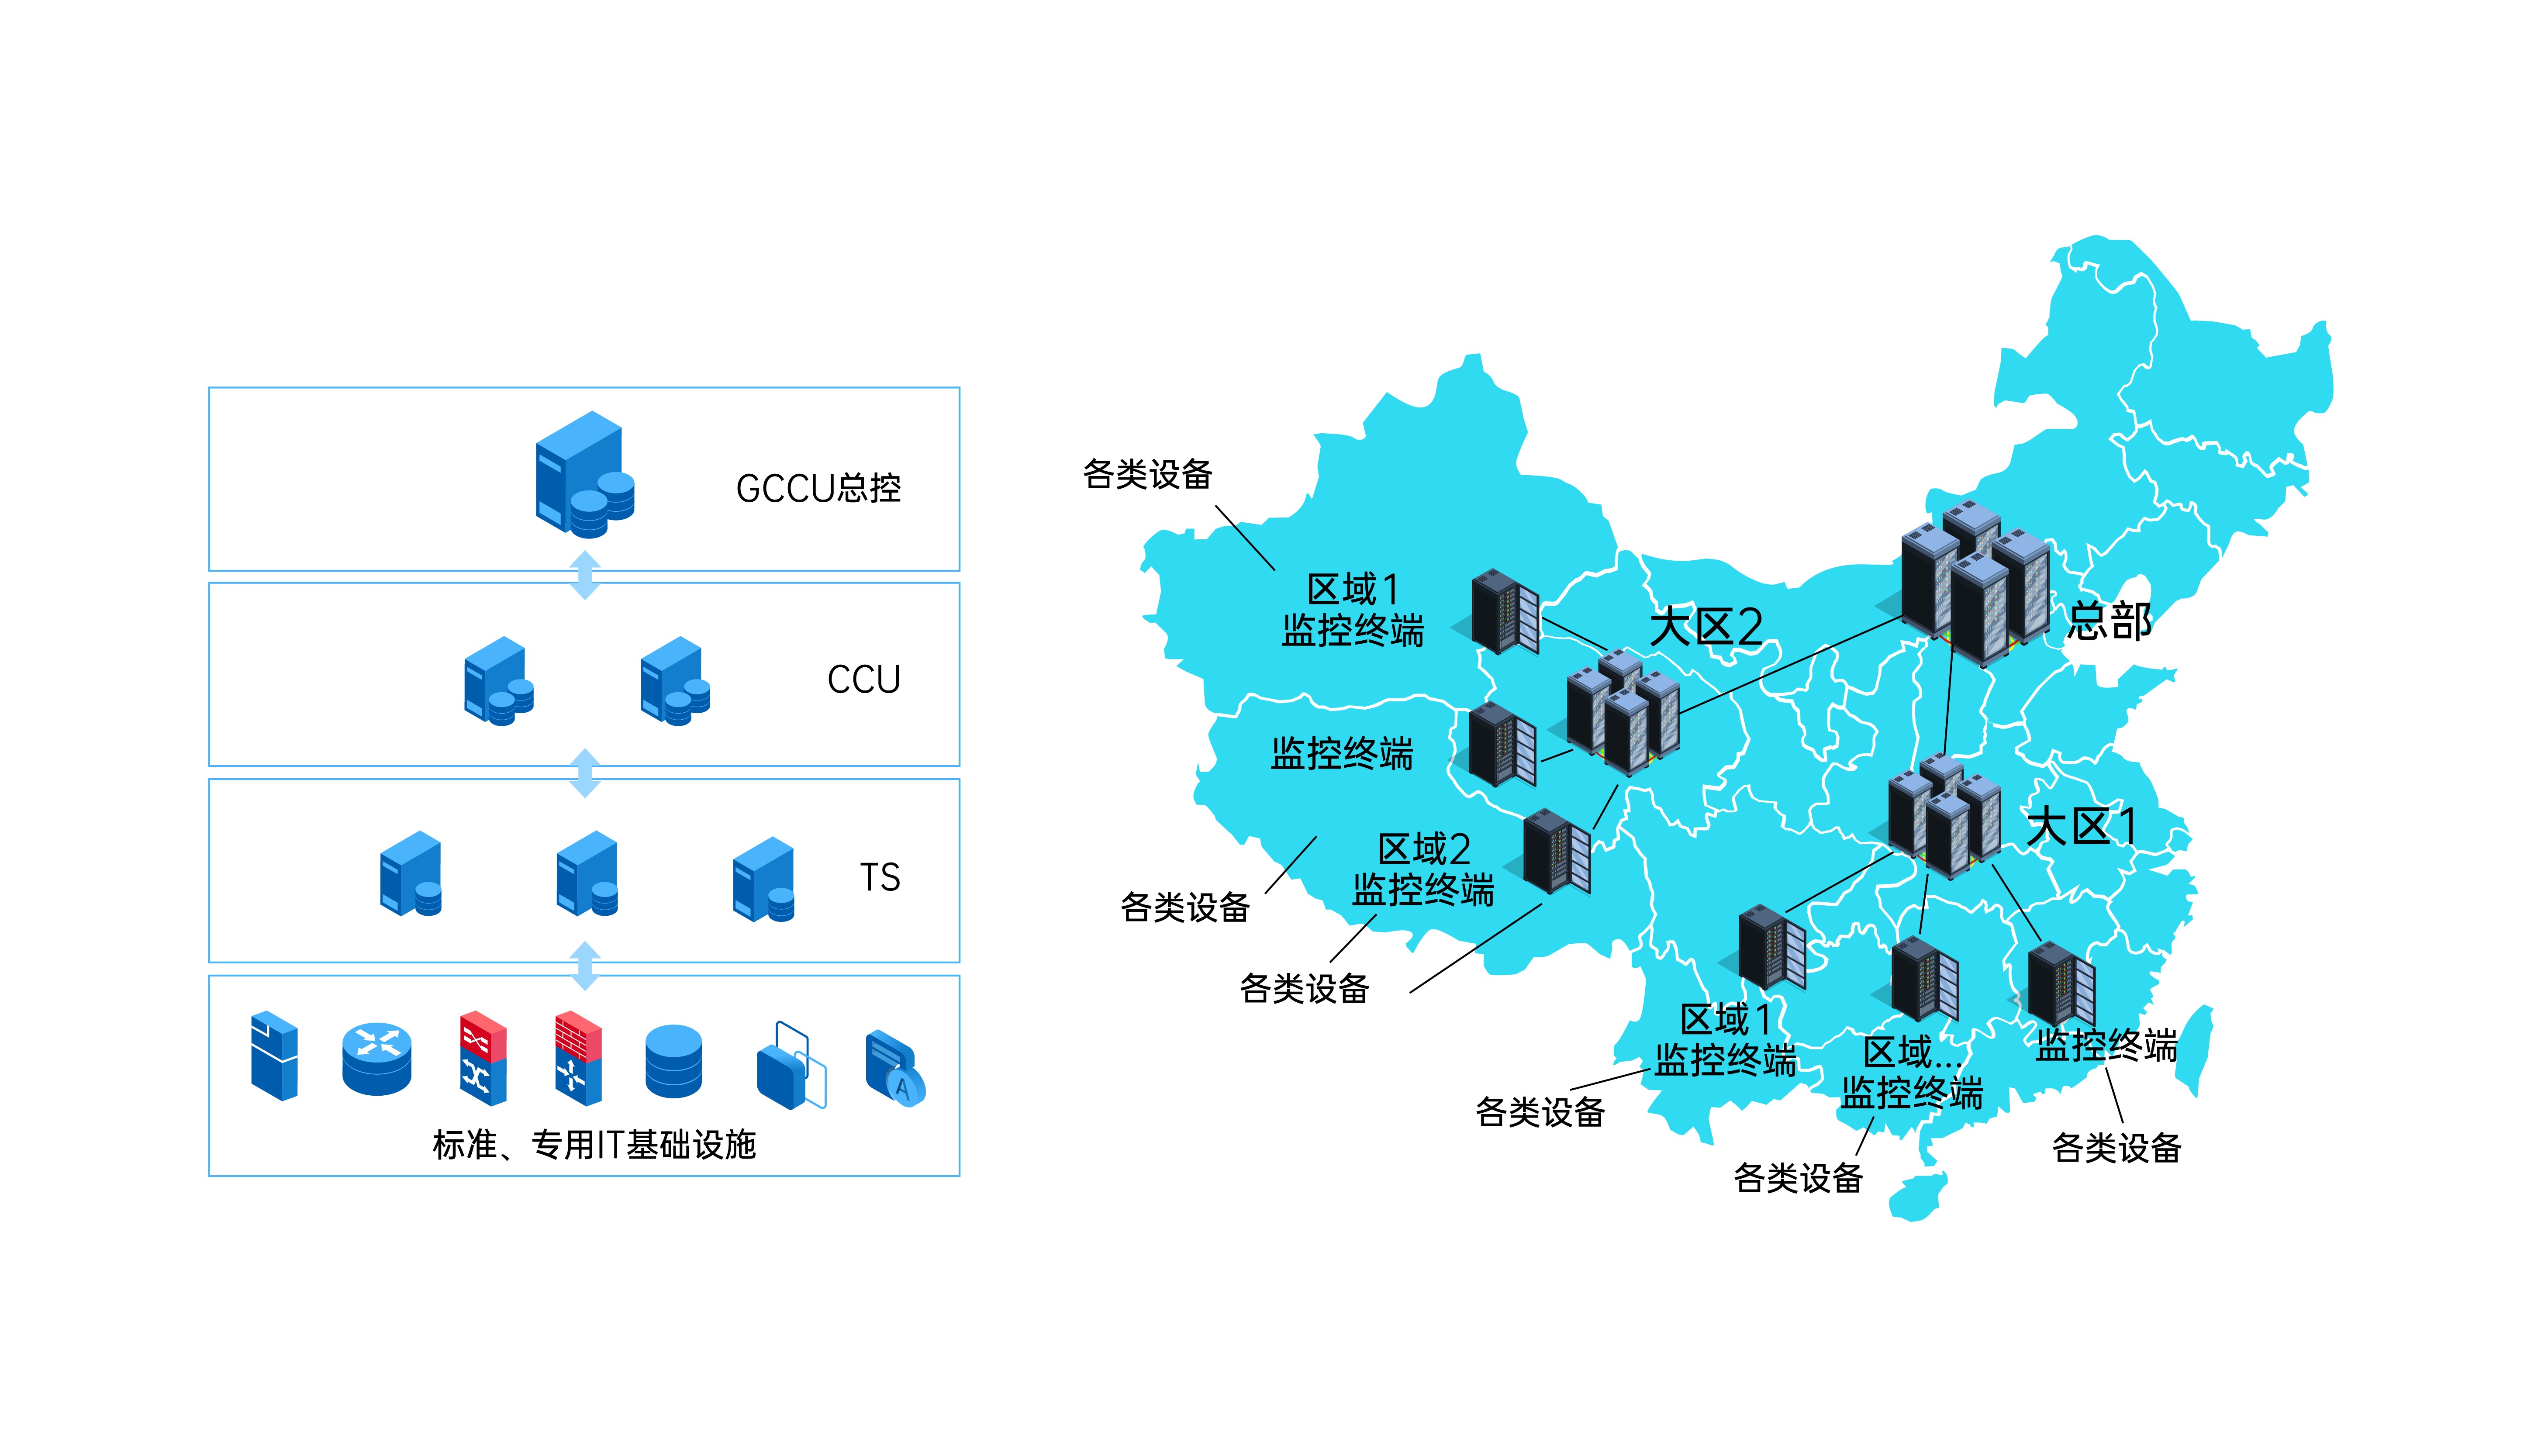 GCCU总控
CCU
TS
标准、专用IT基础设施
各类设备
区域1
监控终端
大区2
总部
监控终端
区域2
监控终端
各类设备
各类设备
大区1
区域1
监控终端
各类设备
区域...
监控终端
各类设备
监控终端
各类设备
A